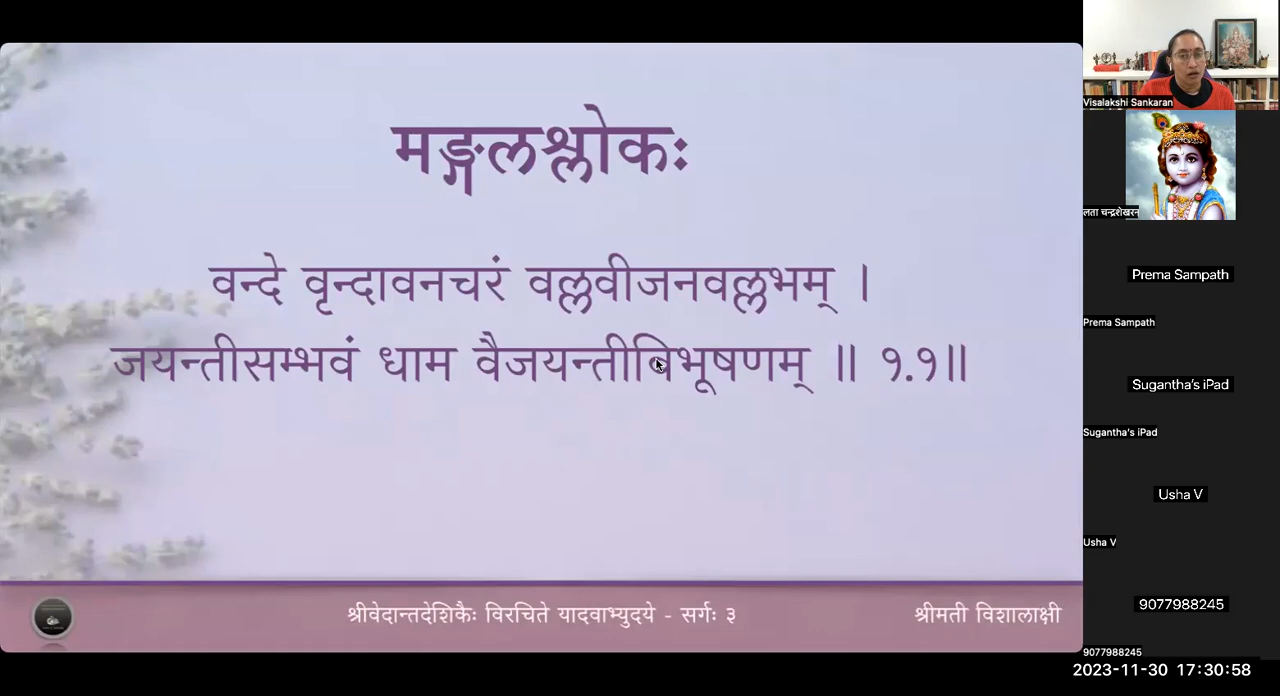 मङ्गलश्लोकः
वन्दे वृन्दावनचरं वल्लवीजनवल्लभम् ।
जयन्तीसम्भवं धाम वैजयन्तीविभूषणम् ॥ १.१॥
श्रीवेदान्तदेशिकैः विरचिते यादवाभ्युदये - सर्गः ३
श्रीमती विशालाक्षी
Visalakshi Sankaran
लता चन्द्रशेखरन
Prema Sampath
Prema Sampath
Sugantha's iPad
Sugantha's iPad
Usha V
Usha V
9077988245
9077988245
2023-11-30 17:30:58